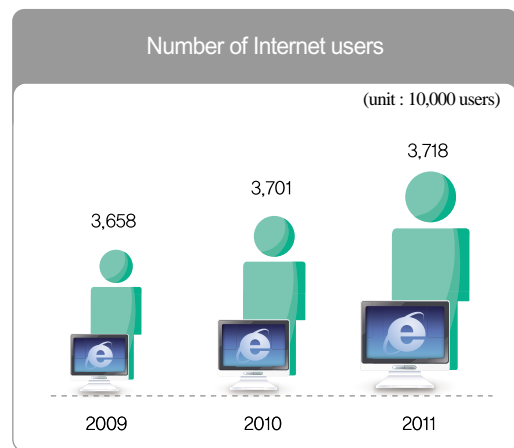 Number of Internet users
(unit : 10,000 users)
3,718
3,701
3,658
2009 2010 2011